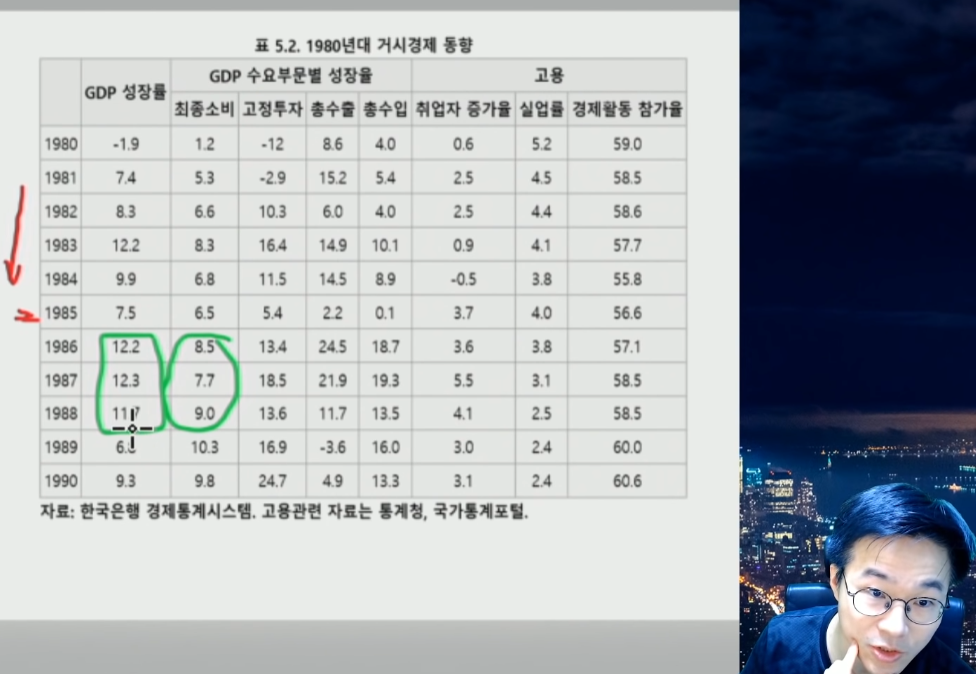 표 5.2. 1980년대 거시경제 동향
GDP 성장률 GDP 수요부문별 성장율 고용
최종소비 고정투자 총수출 총수입 취업자 증가율 실업률 경제활동 참가율
1980 -1.9 1.2 -12 8.6 4.0 0.6 5.2 59.0
1981 7.4 5.3 -2.9 15.2 5.4 2.5 4.5 58.5
1982 8.3 6.6 10.3 6.0 4.0 2.5 4.4 58.6
1983 12.2 8.3 16.4 14.9 10.1 0.9 4.1 57.7
1984 9.9 6.8 11.5 14.5 8.9 -0.5 3.8 55.8
1985 7.5 6.5 5.4 2.2 0.1 3.7 4.0 56.6
1986 12.2 8.5 13.4 24.5 18.7 3.6 3.8 57.1
1987 12.3 7.7 18.5 21.9 19.3 5.5 3.1 58.5
1988 9.0 13.6 11.7 13.5 4.1 2.5 58.5
1989 10.3 16.9 -3.6 16.0 3.0 2.4 60.0
1990 9.3 9.8 24.7 4.9 13.3 3.1 2.4 60.6
자료: 한국은행 경제통계시스템. 고용관련 자료는 통계청, 국가통계포털.